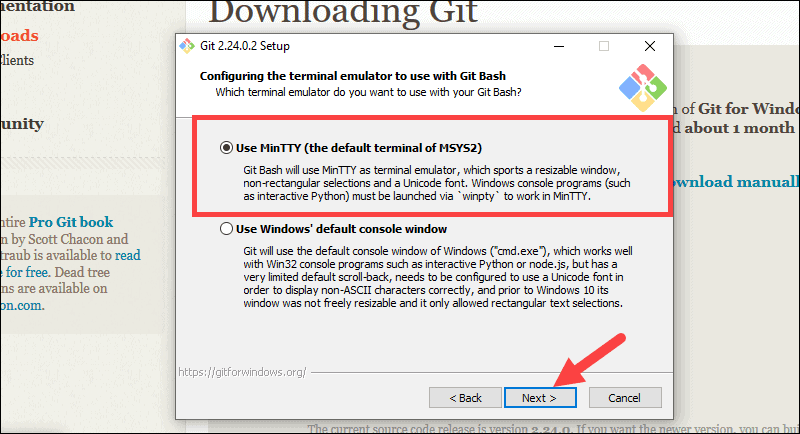 Downloading Git
mentation
oads
Clients
unity
ntire Pro Git book
n by Scott Chacon and
traub is available to read
e for free. Dead tree
ns are available on
on.com.
Git 2.24.0.2 Setup
Configuring the terminal emulator to use with Git Bash
Which terminal emulator do you want to use with your Git Bash?
Use MinTTY (the default terminal of MSYS2)
Git Bash will use MinTTY as terminal emulator, which sports a resizable window,
non-rectangular selections and a Unicode font. Windows console programs (such
as interactive Python) must be launched via `winpty` to work in MinTTY.
Use Windows' default console window
Git will use the default console window of Windows ("cmd.exe"), which works well
with Win32 console programs such as interactive Python or node.js, but has a
very limited default scroll-back, needs to be configured to use a Unicode font in
order to display non-ASCII characters correctly, and prior to Windows 10 its
window was not freely resizable and it only allowed rectangular text selections.
https://gitforwindows.org/
< Back
Next >
Cancel
n of Git for Windo
d about 1 month
ownload manuall
The current source code release is version 2.24.0. If you want the newer version, you can bui